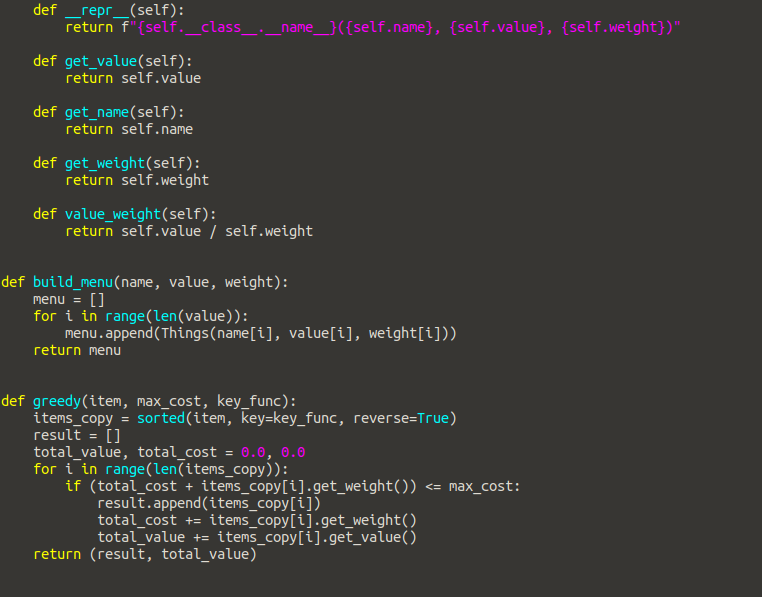 def __repr__(self):
        return f"{self.__class__.__name__}({self.name}, {self.value}, {self.weight})"

    def get_value(self):
        return self.value

    def get_name(self):
        return self.name

    def get_weight(self):
        return self.weight

    def value_weight(self):
        return self.value / self.weight


def build_menu(name, value, weight):
    menu = []
    for i in range(len(value)):
        menu.append(Things(name[i], value[i], weight[i]))
    return menu


def greedy(item, max_cost, key_func):
    items_copy = sorted(item, key=key_func, reverse=True)
    result = []
    total_value, total_cost = 0.0, 0.0
    for i in range(len(items_copy)):
        if (total_cost + items_copy[i].get_weight()) <= max_cost:
            result.append(items_copy[i])
            total_cost += items_copy[i].get_weight()
            total_value += items_copy[i].get_value()
    return (result, total_value)